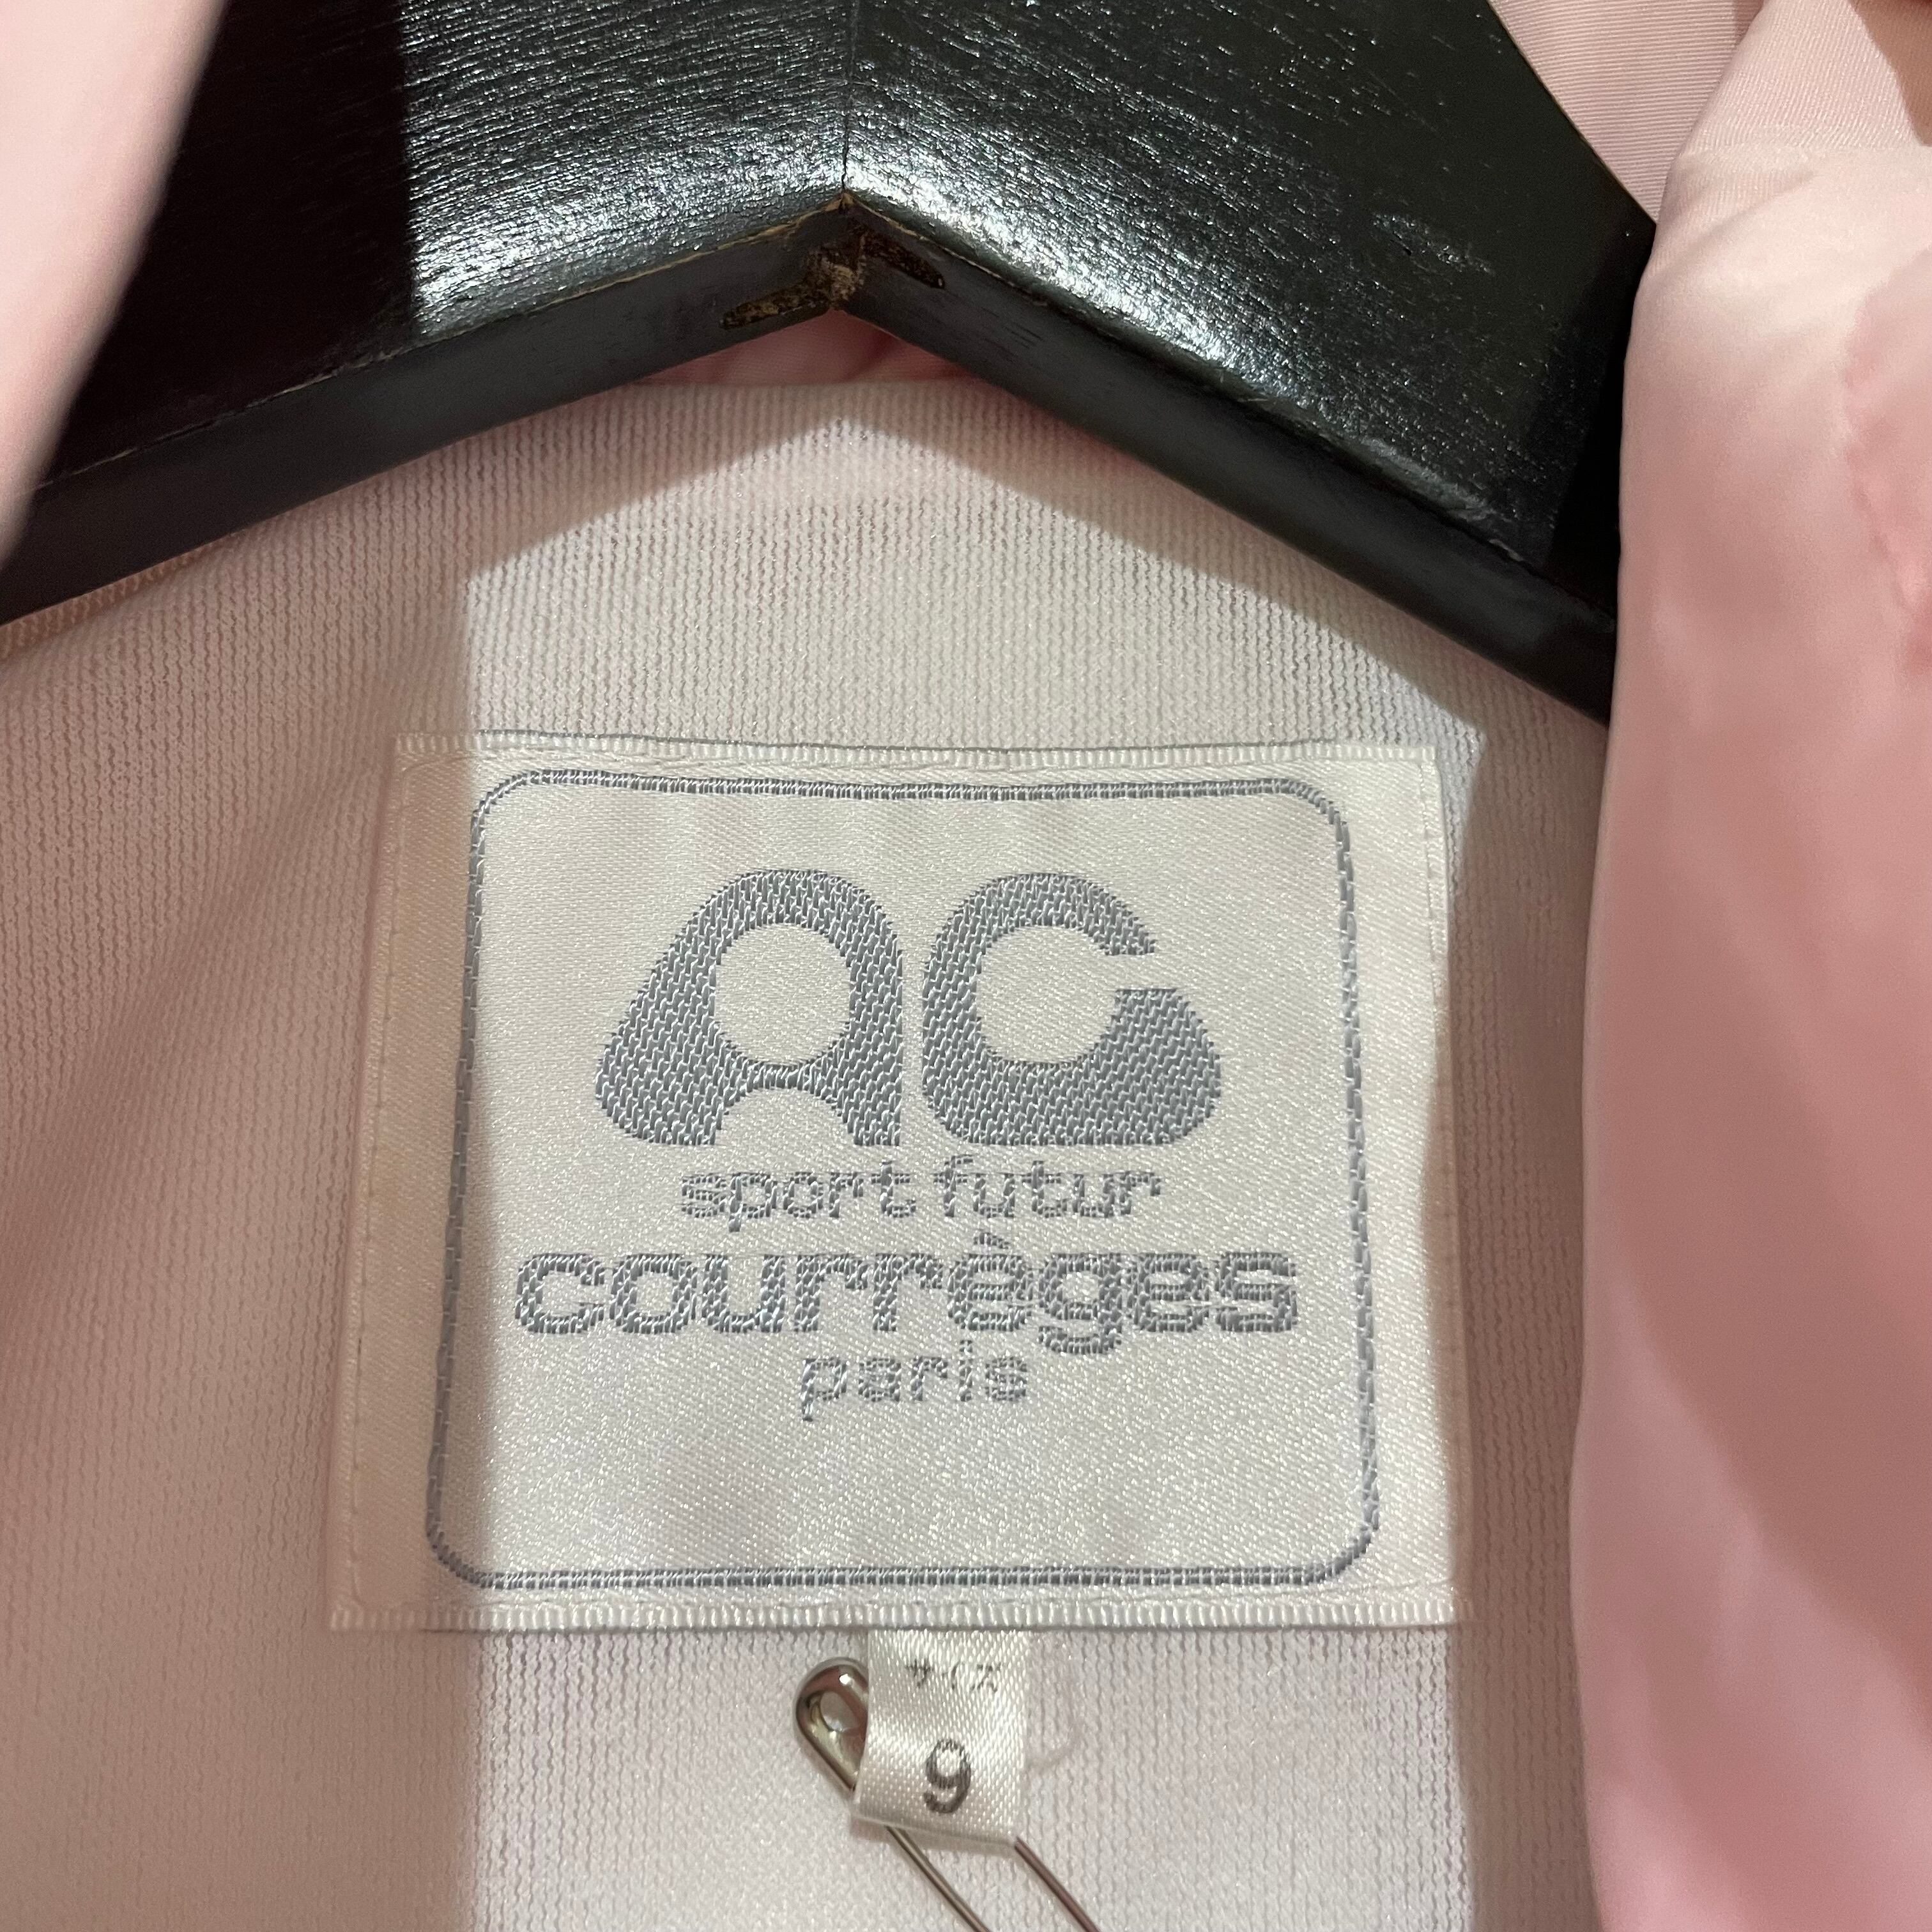 AC
sport futur
courrèges
paris
サイズ
9